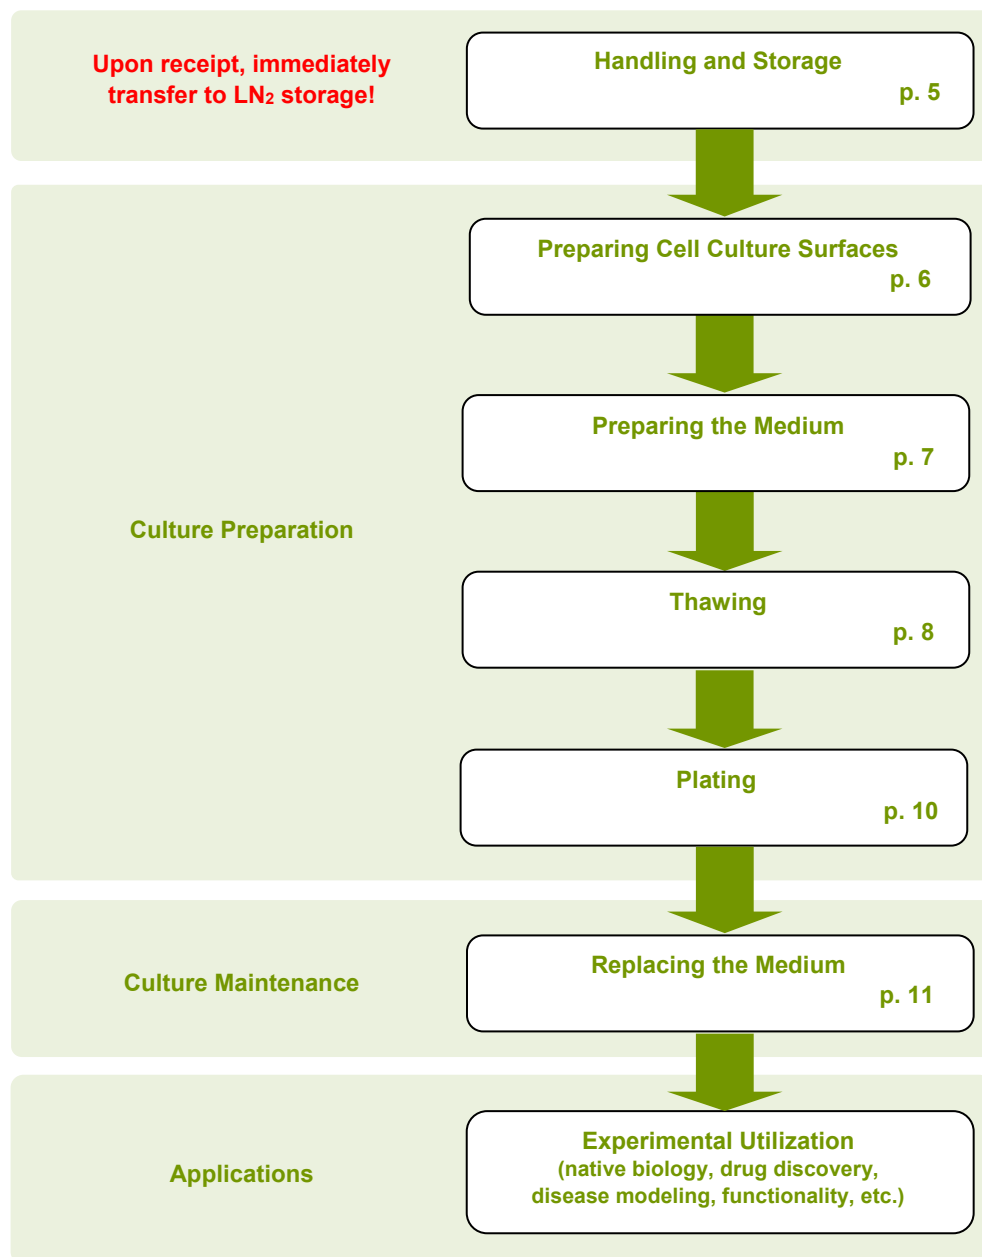 Upon receipt, immediately
transfer to LN₂ storage!
Handling and Storage
p. 5
Culture Preparation
Preparing Cell Culture Surfaces
p. 6
Preparing the Medium
p. 7
Thawing
p. 8
Plating
p. 10
Culture Maintenance
Replacing the Medium
p. 11
Applications
Experimental Utilization
(native biology, drug discovery,
disease modeling, functionality, etc.)